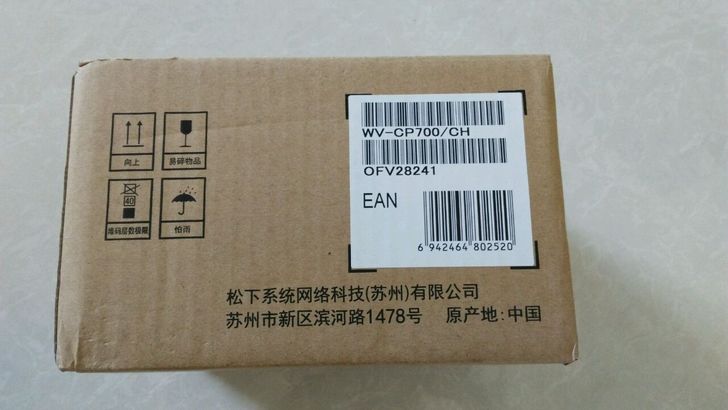 向上
易碎物品
40
堆码层数极限
怕雨
WV-CP700/CH
OFV28241
EAN
6 942464 802520
松下系统网络科技(苏州)有限公司
苏州市新区滨河路1478号 原产地:中国